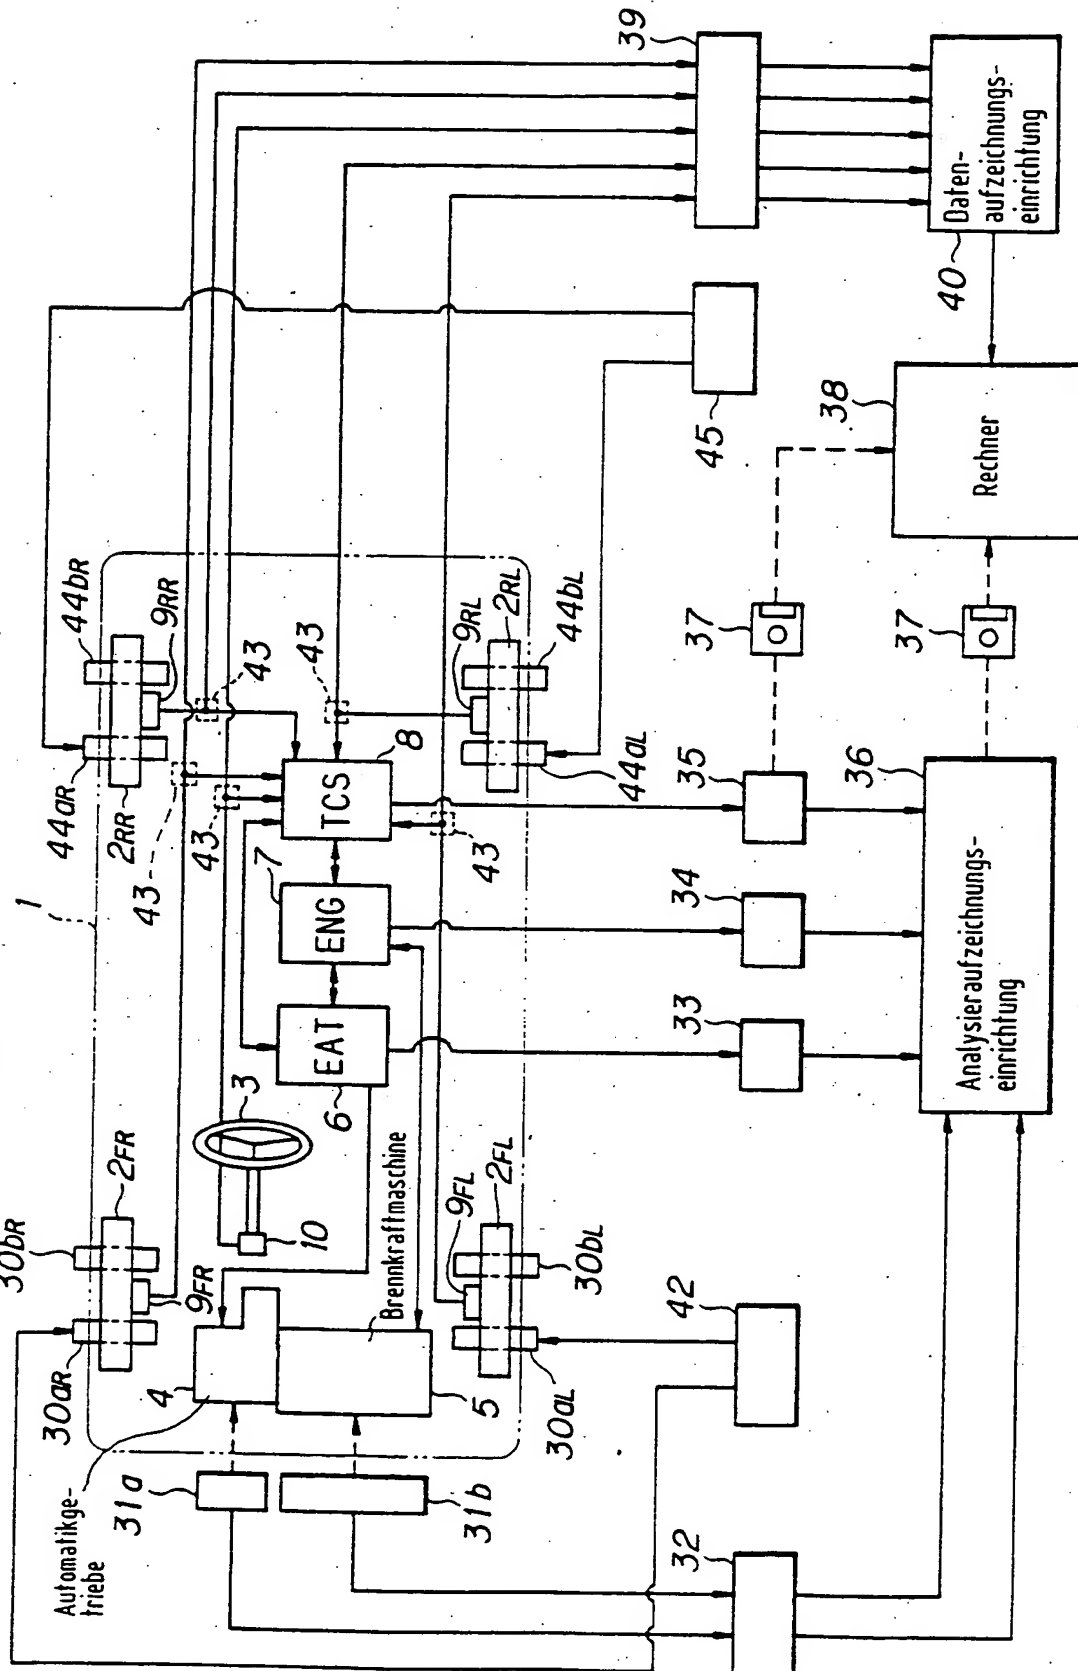 1
44aR
44bR
2RR
9RR
43
43
43
43
43
30aR
30bR
2FR
9FR
3
10
4
5
6
7
8
EAT
ENG
TCS
Brennkraftmaschine
Automatikge-
triebe
9FL
2FL
30aL
30bL
9RL
2RL
44aL
44bL
31a
31b
32
42
33
34
35
45
39
36
Analysieraufzeichnungs-
einrichtung
37
37
38
Rechner
40
Daten-
aufzeichnungs-
einrichtung